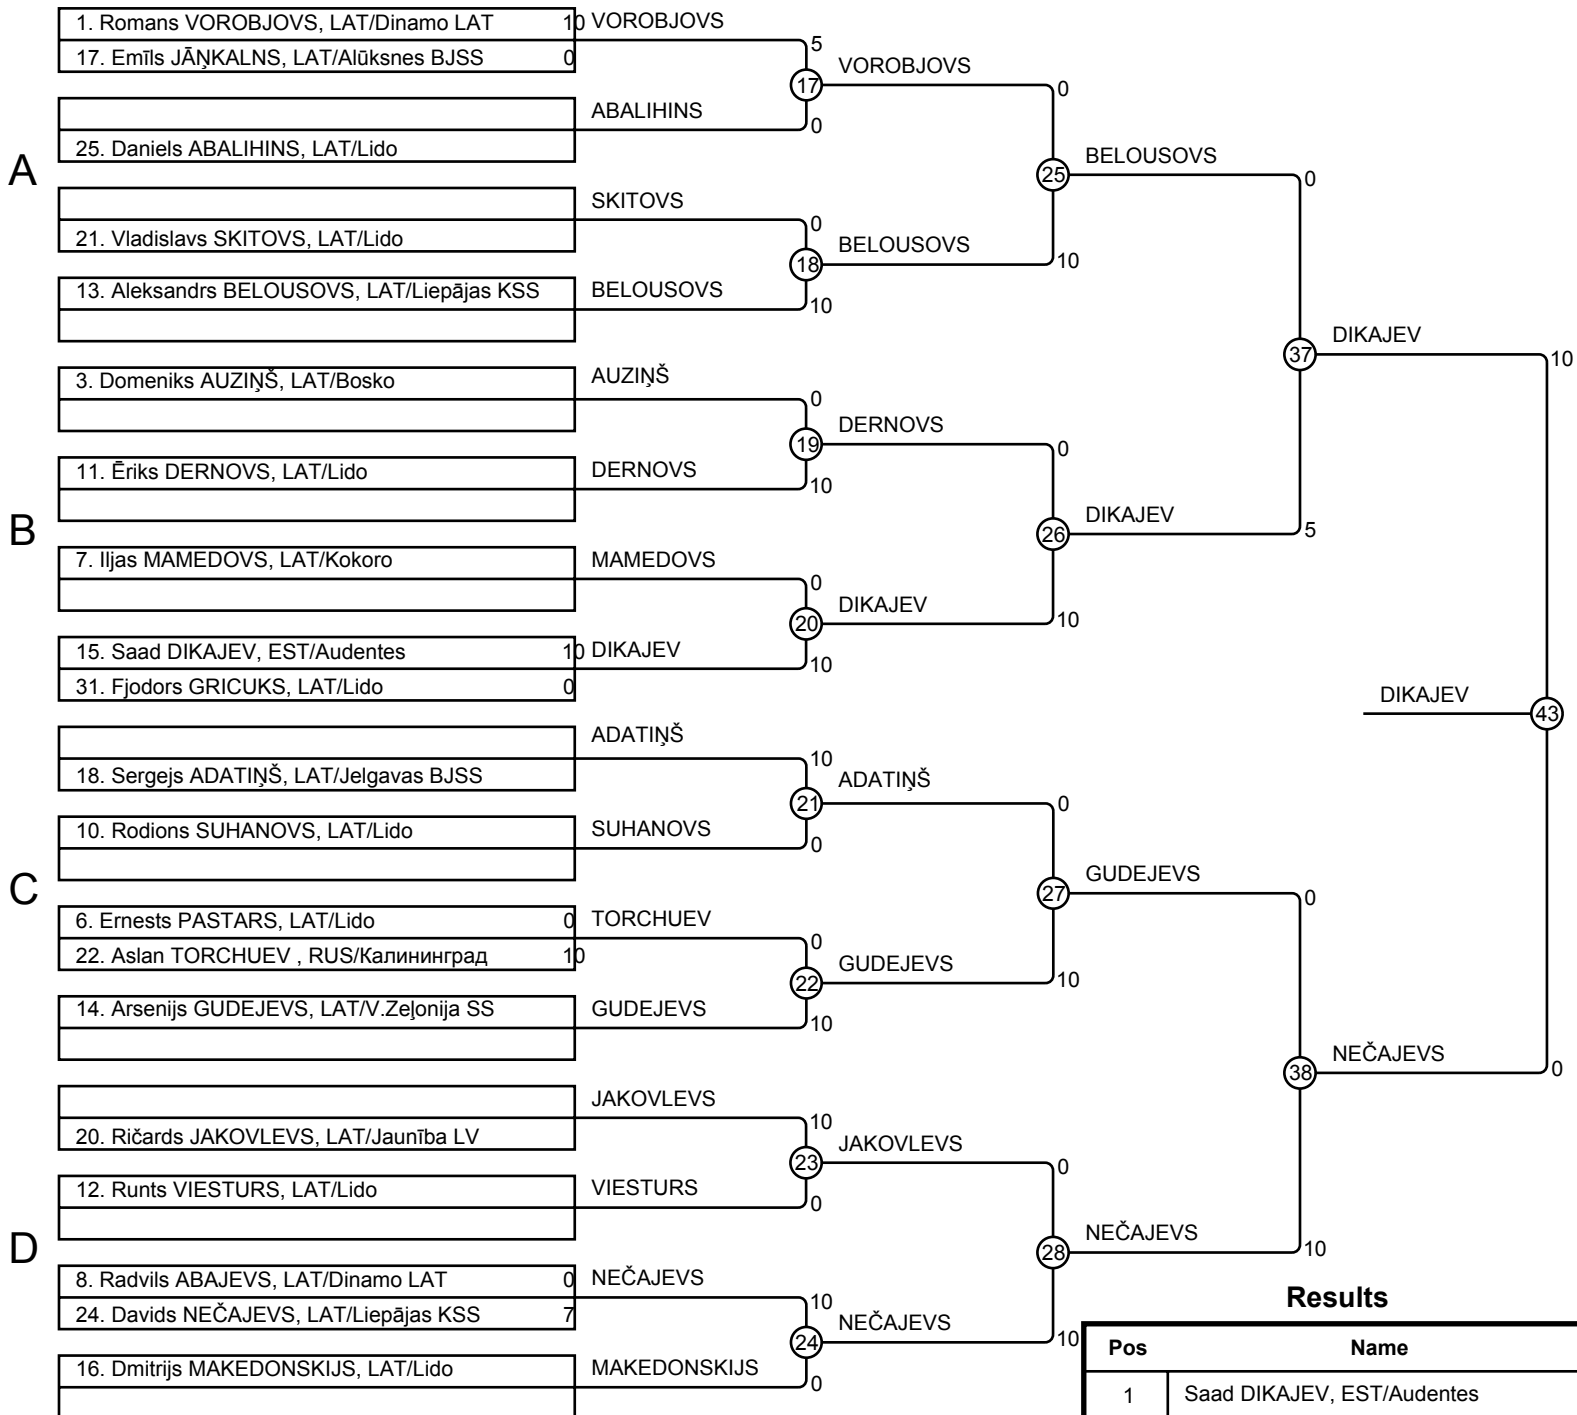 1. Romans VOROBJOVS, LAT/Dinamo LAT 10 VOROBJOVS
5
17. Emīls JĀŅKALNS, LAT/Alūksnes BJSS 0
17 VOROBJOVS
0
ABALIHINS
0
25. Daniels ABALIHINS, LAT/Lido
A
25 BELOUSOVS
0
SKITOVS
0
21. Vladislavs SKITOVS, LAT/Lido
18 BELOUSOVS
10
13. Aleksandrs BELOUSOVS, LAT/Liepājas KSS BELOUSOVS
10
37 DIKAJEV
10
3. Domeniks AUZIŅŠ, LAT/Bosko AUZIŅŠ
0
19 DERNOVS
0
11. Ēriks DERNOVS, LAT/Lido DERNOVS
10
B
26 DIKAJEV
5
7. Iljas MAMEDOVS, LAT/Kokoro MAMEDOVS
0
20 DIKAJEV
10
15. Saad DIKAJEV, EST/Audentes 10 DIKAJEV
10
31. Fjodors GRICUKS, LAT/Lido 0
DIKAJEV 43
ADATIŅŠ
10
18. Sergejs ADATIŅŠ, LAT/Jelgavas BJSS
21 ADATIŅŠ
0
10. Rodions SUHANOVS, LAT/Lido SUHANOVS
0
C
27 GUDEJEVS
0
6. Ernests PASTARS, LAT/Lido 0 TORCHUEV
0
22. Aslan TORCHUEV , RUS/Калининград 10
22 GUDEJEVS
10
14. Arsenijs GUDEJEVS, LAT/V.Zeļonija SS GUDEJEVS
10
38 NEČAJEVS
0
JAKOVLEVS
10
20. Ričards JAKOVLEVS, LAT/Jaunība LV
23 JAKOVLEVS
0
12. Runts VIESTURS, LAT/Lido VIESTURS
0
D
28 NEČAJEVS
10
8. Radvils ABAJEVS, LAT/Dinamo LAT 0 NEČAJEVS
10
24. Davids NEČAJEVS, LAT/Liepājas KSS 7
24 NEČAJEVS
10
16. Dmitrijs MAKEDONSKIJS, LAT/Lido MAKEDONSKIJS
0
Results
Pos Name
1 Saad DIKAJEV, EST/Audentes